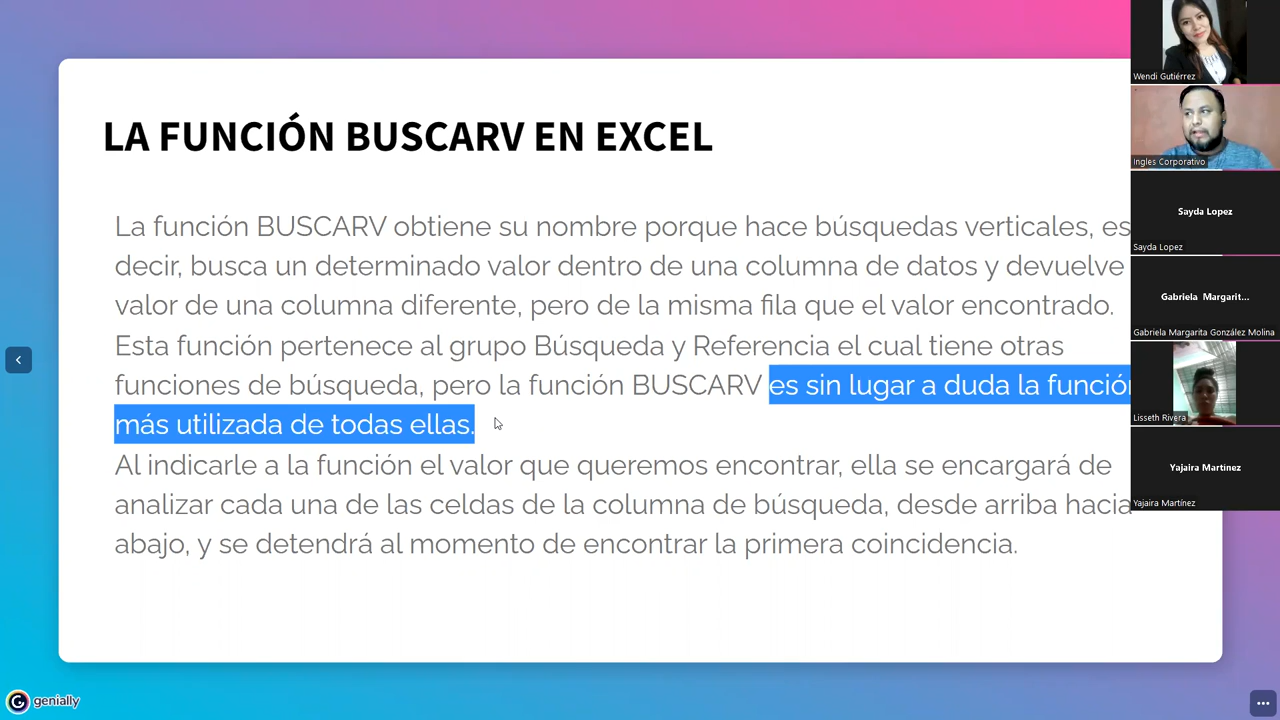 LA FUNCIÓN BUSCARV EN EXCEL
La función BUSCARV obtiene su nombre porque hace búsquedas verticales, es
decir, busca un determinado valor dentro de una columna de datos y devuelve
valor de una columna diferente, pero de la misma fila que el valor encontrado.
Esta función pertenece al grupo Búsqueda y Referencia el cual tiene otras
funciones de búsqueda, pero la función BUSCARV es sin lugar a duda la función
más utilizada de todas ellas.
Al indicarle a la función el valor que queremos encontrar, ella se encargará de
analizar cada una de las celdas de la columna de búsqueda, desde arriba hacia
abajo, y se detendrá al momento de encontrar la primera coincidencia.
genially
Wendi Gutiérrez
Ingles Corporativo
Sayda Lopez
Sayda Lopez
Gabriela Margarit...
Gabriela Margarita González Molina
Lisseth Rivera
Yajaira Martínez
Yajaira Martínez